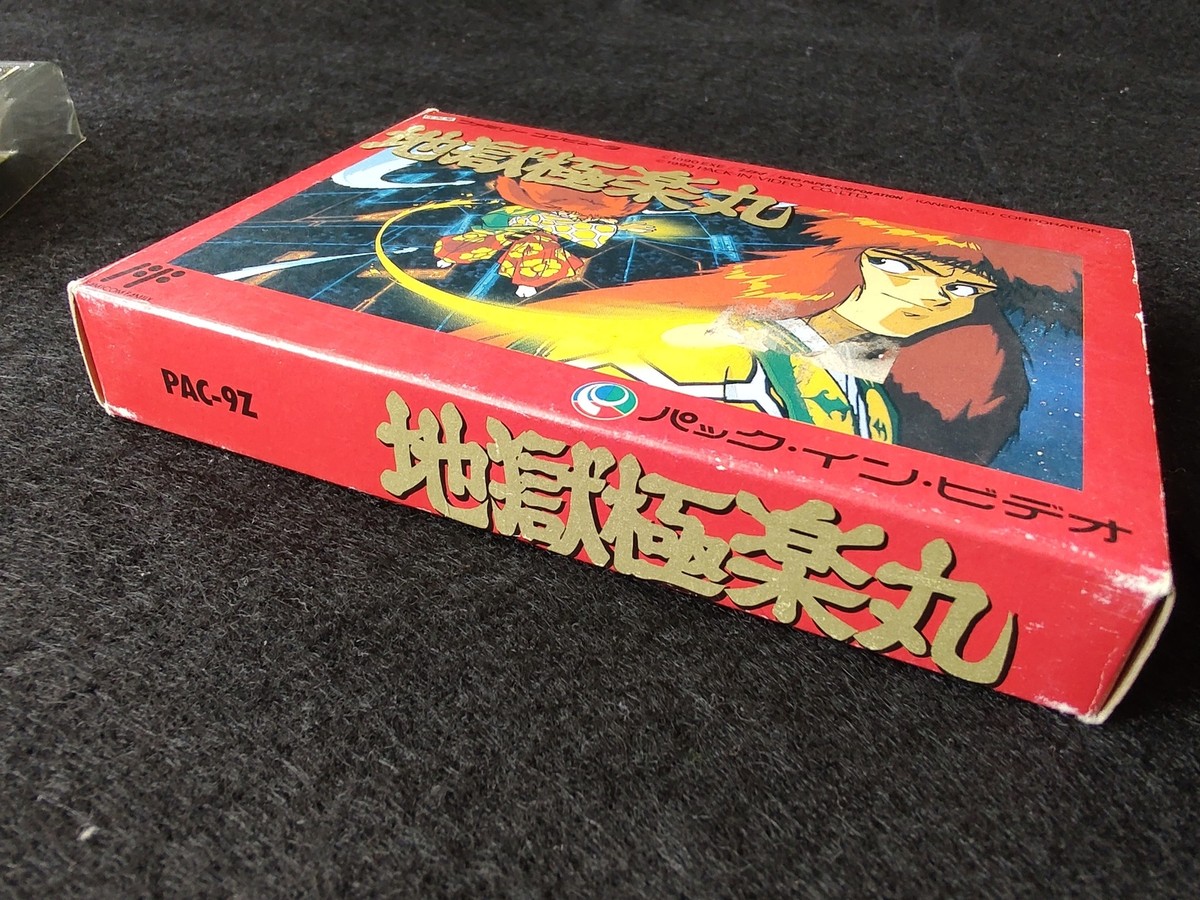 ファミリーコンピュータ
©1990 EXE
©1990 PACK-IN-VIDEO CO., LTD.
KANEMATSU CORPORATION
地獄極楽丸
パック・イン・ビデオ
PAC-9Z
地獄極楽丸